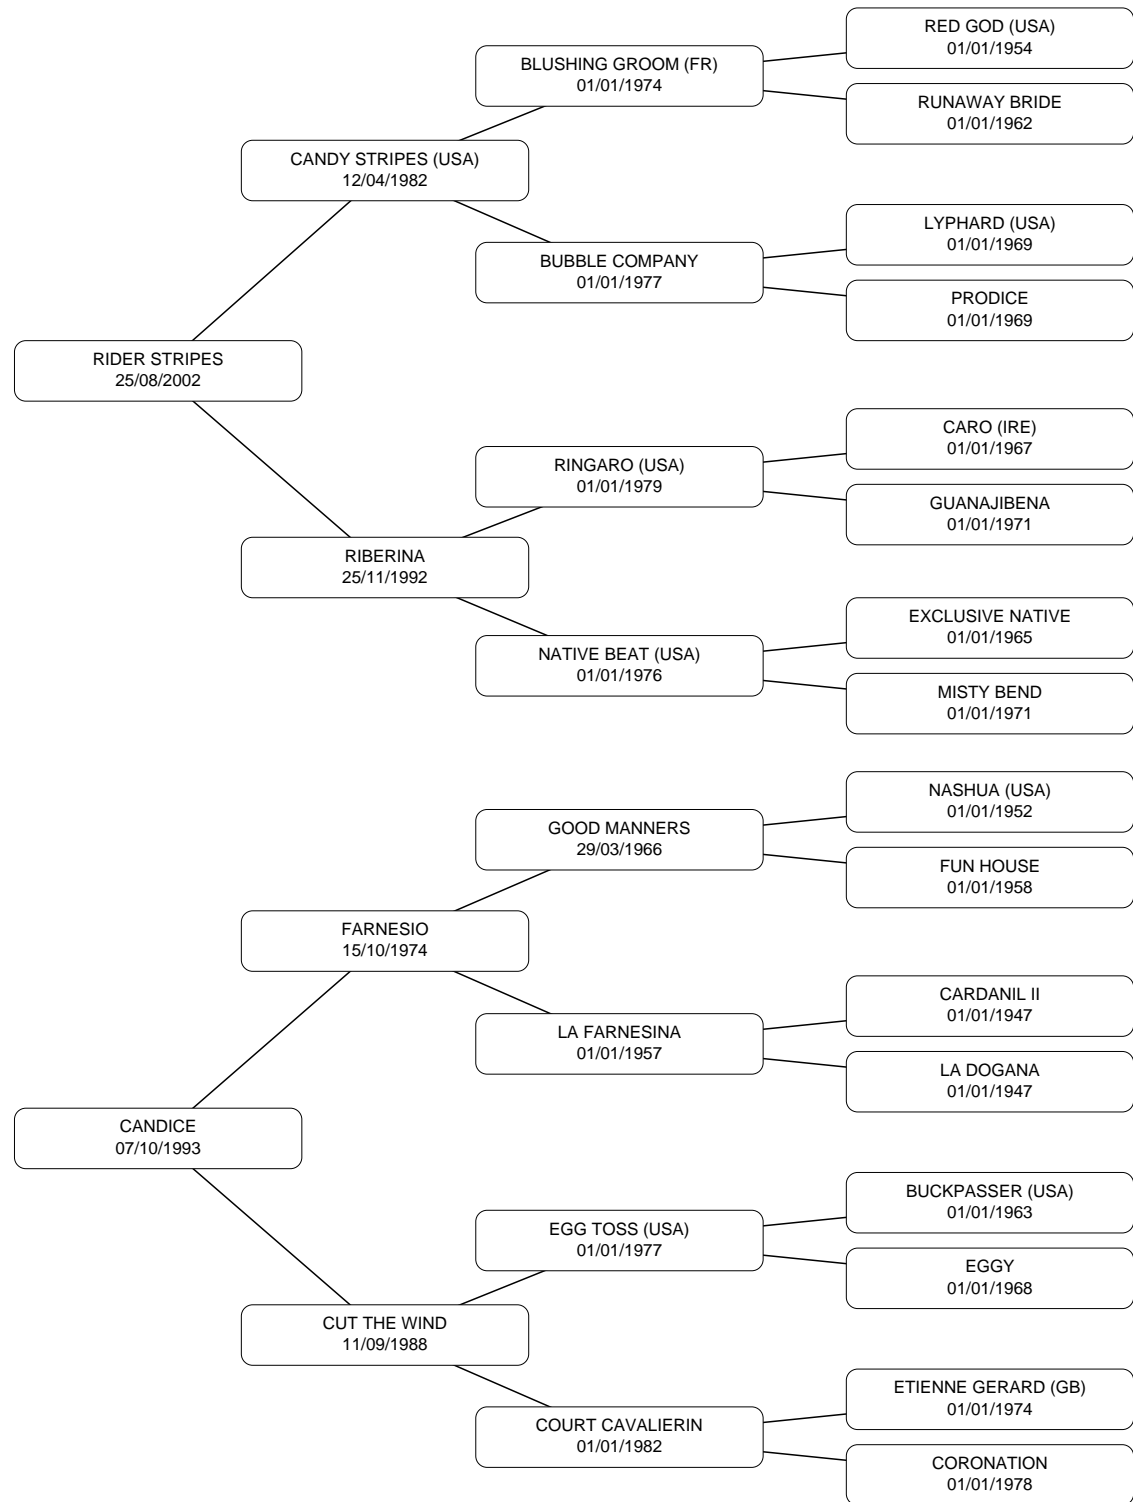 RED GOD (USA)
01/01/1954
BLUSHING GROOM (FR)
01/01/1974
RUNAWAY BRIDE
01/01/1962
CANDY STRIPES (USA)
12/04/1982
LYPHARD (USA)
01/01/1969
BUBBLE COMPANY
01/01/1977
PRODICE
01/01/1969
RIDER STRIPES
25/08/2002
CARO (IRE)
01/01/1967
RINGARO (USA)
01/01/1979
GUANAJIBENA
01/01/1971
RIBERINA
25/11/1992
EXCLUSIVE NATIVE
01/01/1965
NATIVE BEAT (USA)
01/01/1976
MISTY BEND
01/01/1971
NASHUA (USA)
01/01/1952
GOOD MANNERS
29/03/1966
FUN HOUSE
01/01/1958
FARNESIO
15/10/1974
CARDANIL II
01/01/1947
LA FARNESINA
01/01/1957
LA DOGANA
01/01/1947
CANDICE
07/10/1993
BUCKPASSER (USA)
01/01/1963
EGG TOSS (USA)
01/01/1977
EGGY
01/01/1968
CUT THE WIND
11/09/1988
ETIENNE GERARD (GB)
01/01/1974
COURT CAVALIERIN
01/01/1982
CORONATION
01/01/1978